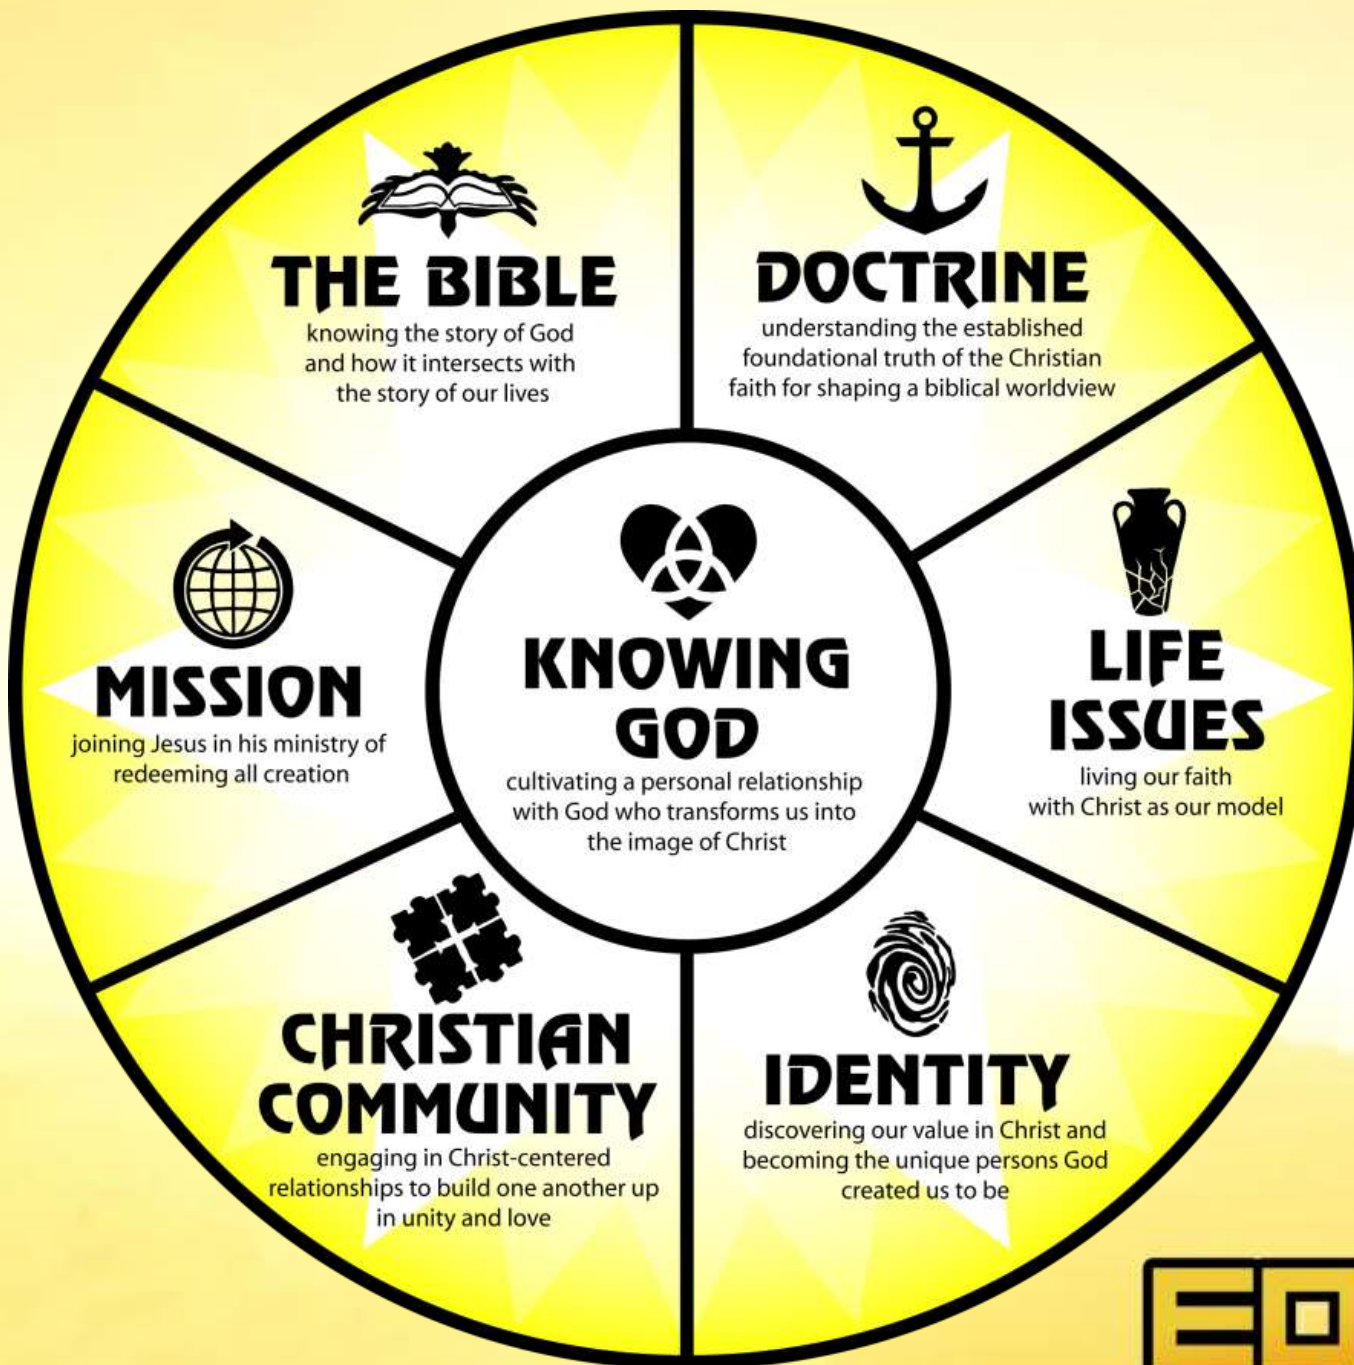 THE BIBLE
knowing the story of God
and how it intersects with
the story of our lives
DOCTRINE
understanding the established
foundational truth of the Christian
faith for shaping a biblical worldview
MISSION
joining Jesus in his ministry of
redeeming all creation
KNOWING
GOD
cultivating a personal relationship
with God who transforms us into
the image of Christ
LIFE
ISSUES
living our faith
with Christ as our model
CHRISTIAN
COMMUNITY
engaging in Christ-centered
relationships to build one another up
in unity and love
IDENTITY
discovering our value in Christ and
becoming the unique persons God
created us to be